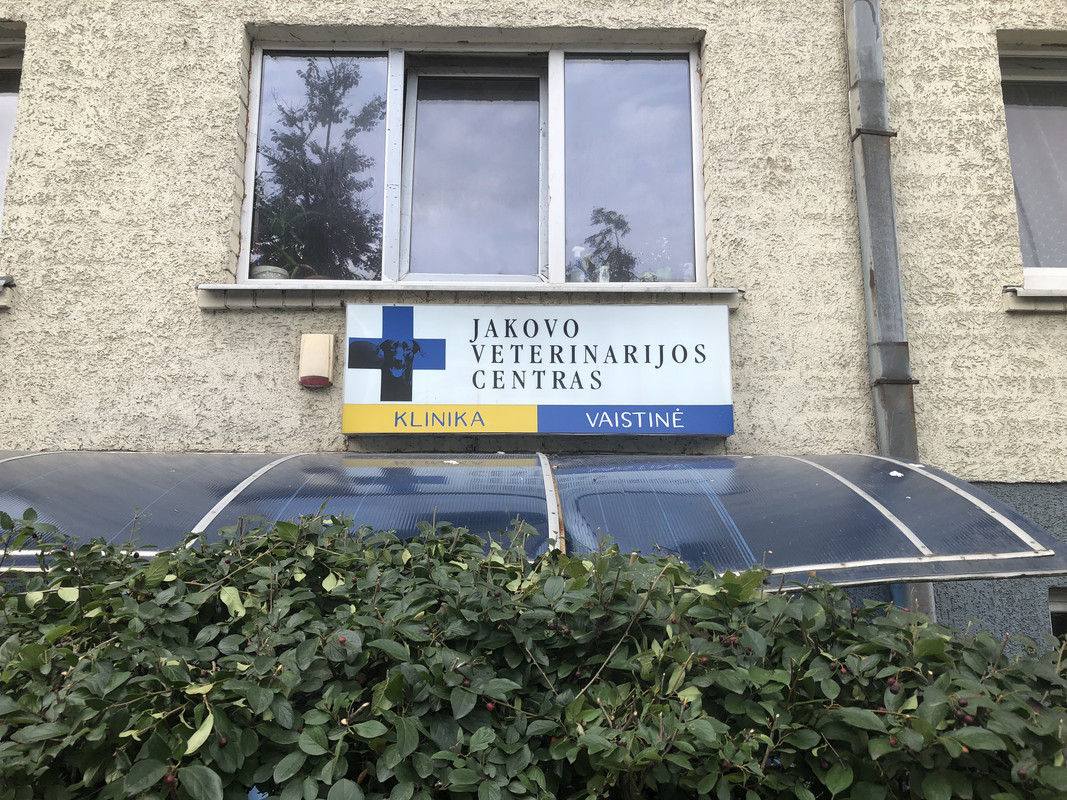 JAKOVO
VETERINARIJOS
CENTRAS
KLINIKA VAISTINĖ